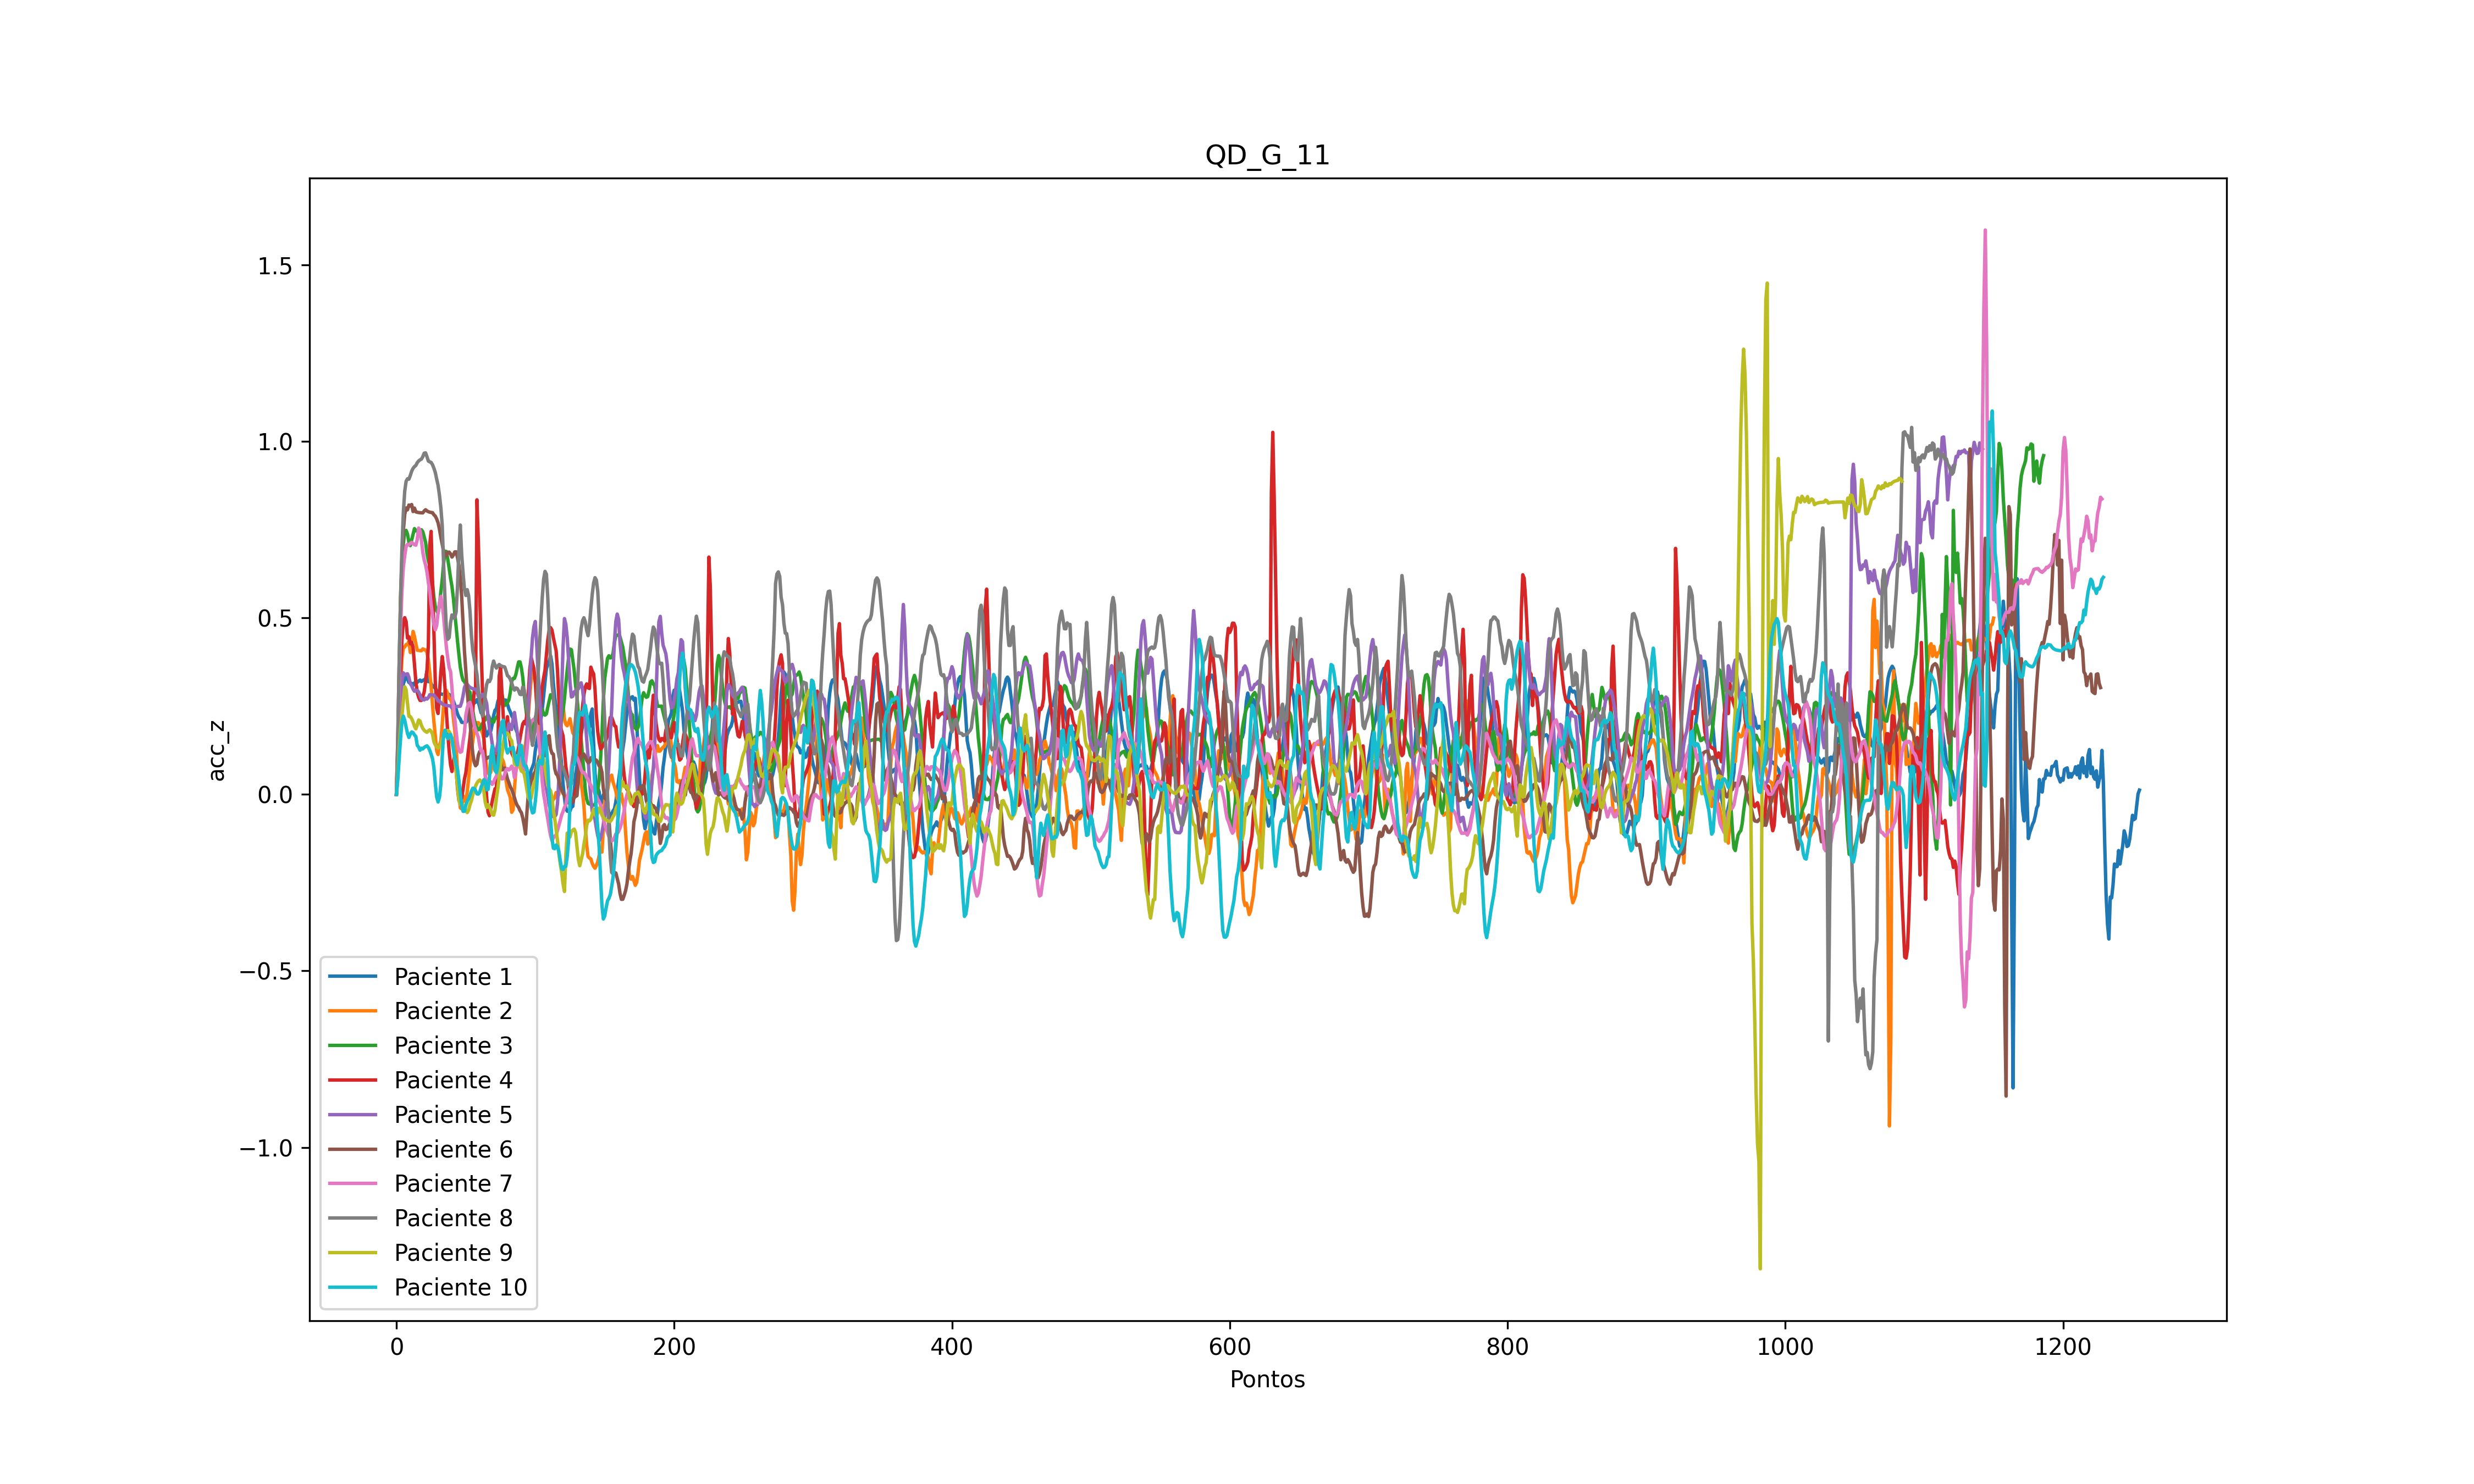 QD_G_11
acc_z
1.5
1.0
0.5
0.0
−0.5
−1.0
Paciente 1
Paciente 2
Paciente 3
Paciente 4
Paciente 5
Paciente 6
Paciente 7
Paciente 8
Paciente 9
Paciente 10
0 200 400 600 800 1000 1200
Pontos